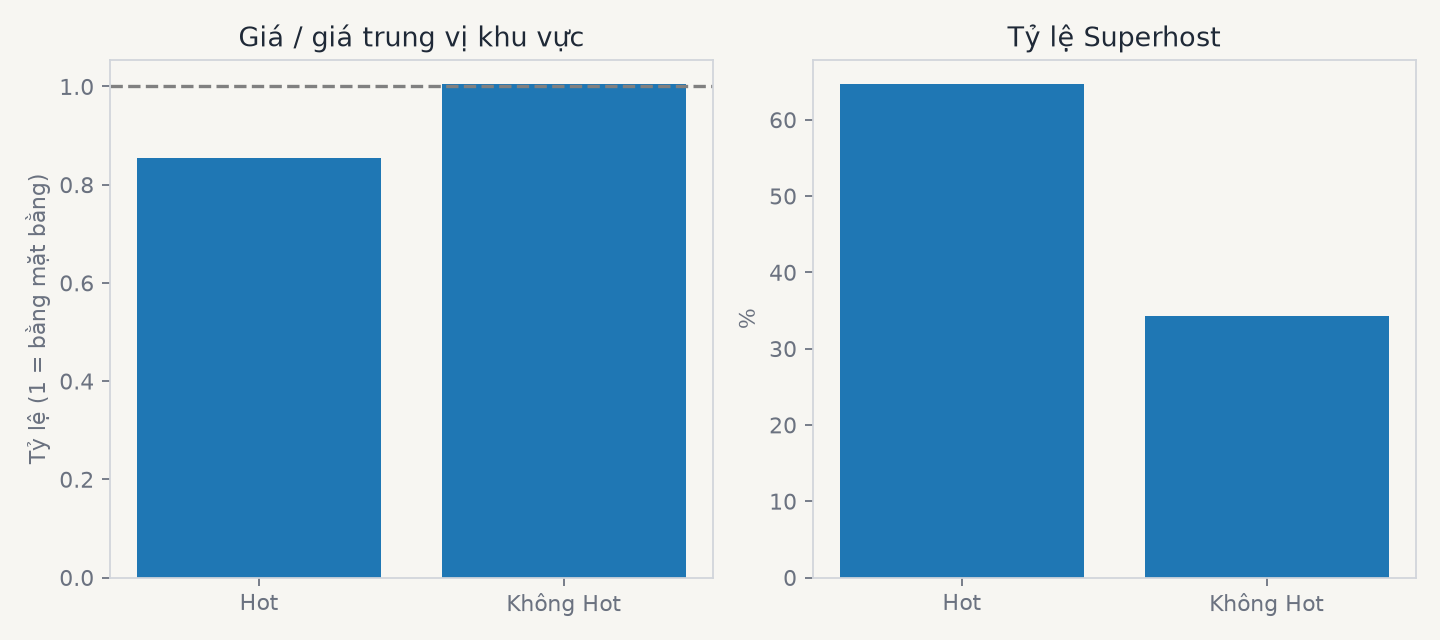 Giá / giá trung vị khu vực
Tỷ lệ (1 = bằng mặt bằng)
1.0
0.8
0.6
0.4
0.2
0.0
Hot
Không Hot
Tỷ lệ Superhost
%
60
50
40
30
20
10
0
Hot
Không Hot